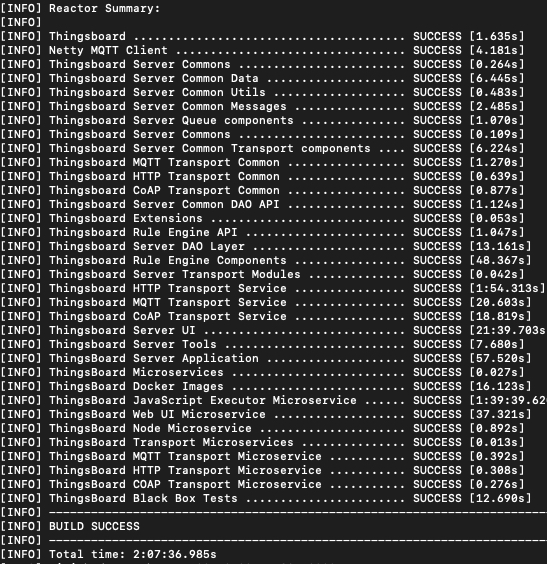 [INFO] Reactor Summary:
[INFO]
[INFO] Thingsboard ..................................... SUCCESS [1.635s]
[INFO] Netty MQTT Client ............................... SUCCESS [4.181s]
[INFO] Thingsboard Server Commons ...................... SUCCESS [0.264s]
[INFO] Thingsboard Server Common Data .................. SUCCESS [6.445s]
[INFO] Thingsboard Server Common Utils ................. SUCCESS [0.483s]
[INFO] Thingsboard Server Common Messages .............. SUCCESS [2.485s]
[INFO] Thingsboard Server Queue components ............. SUCCESS [1.070s]
[INFO] Thingsboard Server Commons ...................... SUCCESS [0.109s]
[INFO] Thingsboard Server Common Transport components .... SUCCESS [6.224s]
[INFO] Thingsboard MQTT Transport Common ............... SUCCESS [1.270s]
[INFO] Thingsboard HTTP Transport Common ............... SUCCESS [0.639s]
[INFO] Thingsboard CoAP Transport Common ............... SUCCESS [0.877s]
[INFO] Thingsboard Server Common DAO API ............... SUCCESS [1.124s]
[INFO] Thingsboard Extensions .......................... SUCCESS [0.053s]
[INFO] Thingsboard Rule Engine API ..................... SUCCESS [1.047s]
[INFO] Thingsboard Server DAO Layer .................... SUCCESS [13.161s]
[INFO] Thingsboard Rule Engine Components .............. SUCCESS [48.367s]
[INFO] Thingsboard Server Transport Modules ............ SUCCESS [0.042s]
[INFO] Thingsboard HTTP Transport Service .............. SUCCESS [1:54.313s]
[INFO] Thingsboard MQTT Transport Service .............. SUCCESS [20.603s]
[INFO] Thingsboard CoAP Transport Service .............. SUCCESS [18.819s]
[INFO] ThingsBoard Server UI ........................... SUCCESS [21:39.703s
[INFO] Thingsboard Server Tools ........................ SUCCESS [7.680s]
[INFO] ThingsBoard Server Application .................. SUCCESS [57.520s]
[INFO] ThingsBoard Microservices ....................... SUCCESS [0.027s]
[INFO] ThingsBoard Docker Images ....................... SUCCESS [16.123s]
[INFO] ThingsBoard JavaScript Executor Microservice ...... SUCCESS [1:39:39.620
[INFO] ThingsBoard Web UI Microservice ................. SUCCESS [37.321s]
[INFO] ThingsBoard Node Microservice ................... SUCCESS [0.892s]
[INFO] ThingsBoard Transport Microservices ............. SUCCESS [0.013s]
[INFO] ThingsBoard MQTT Transport Microservice ......... SUCCESS [0.392s]
[INFO] ThingsBoard HTTP Transport Microservice ......... SUCCESS [0.308s]
[INFO] ThingsBoard COAP Transport Microservice ......... SUCCESS [0.276s]
[INFO] ThingsBoard Black Box Tests ..................... SUCCESS [12.690s]
[INFO] ------------------------------------------------------------------------
[INFO] BUILD SUCCESS
[INFO] ------------------------------------------------------------------------
[INFO] Total time: 2:07:36.985s